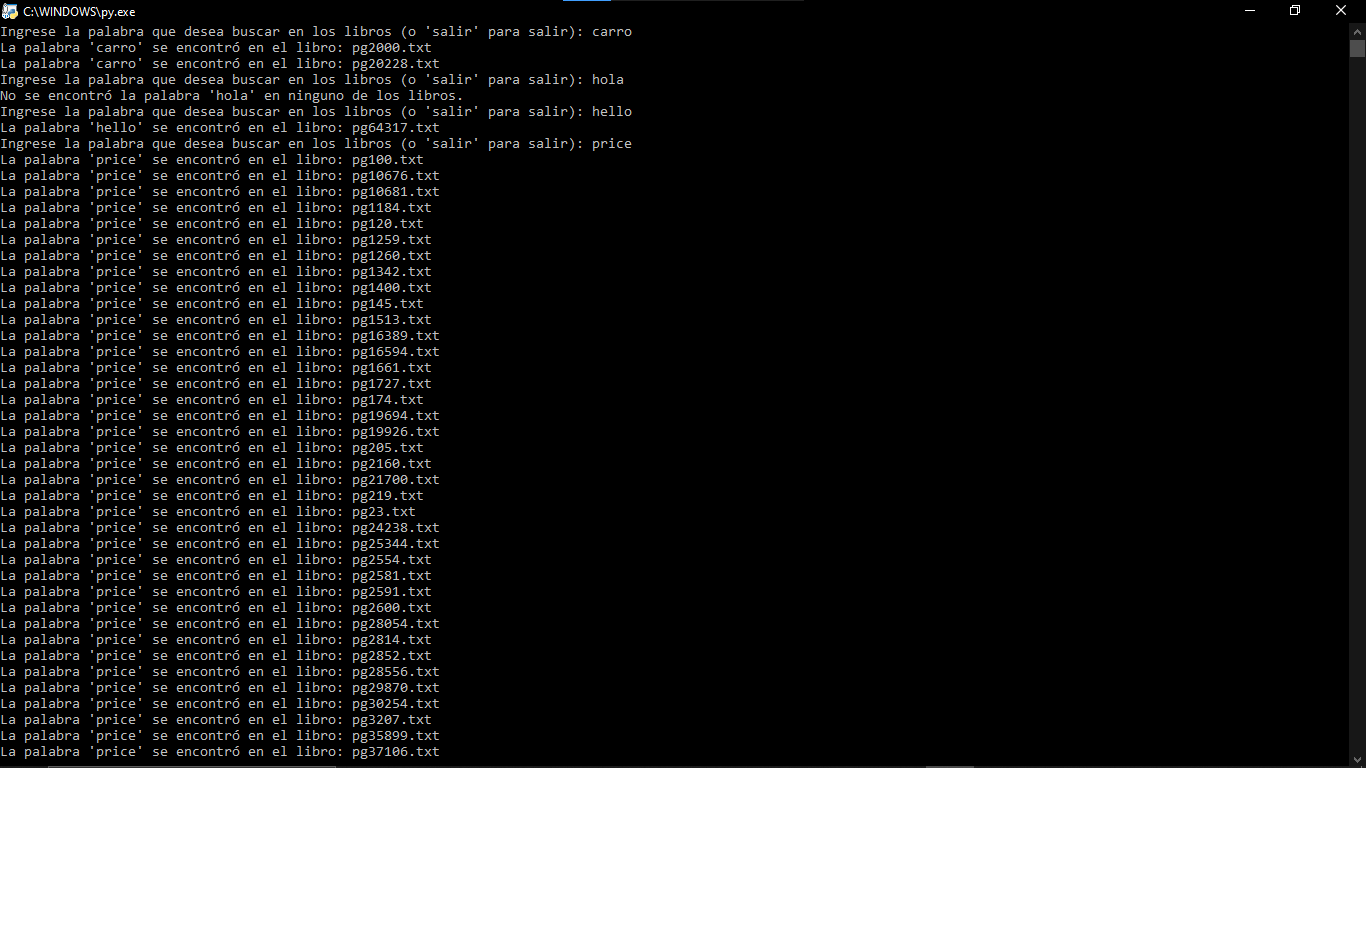 C:\WINDOWS\py.exe
Ingrese la palabra que desea buscar en los libros (o 'salir' para salir): carro
La palabra 'carro' se encontró en el libro: pg2000.txt
La palabra 'carro' se encontró en el libro: pg20228.txt
Ingrese la palabra que desea buscar en los libros (o 'salir' para salir): hola
No se encontró la palabra 'hola' en ninguno de los libros.
Ingrese la palabra que desea buscar en los libros (o 'salir' para salir): hello
La palabra 'hello' se encontró en el libro: pg64317.txt
Ingrese la palabra que desea buscar en los libros (o 'salir' para salir): price
La palabra 'price' se encontró en el libro: pg100.txt
La palabra 'price' se encontró en el libro: pg10676.txt
La palabra 'price' se encontró en el libro: pg10681.txt
La palabra 'price' se encontró en el libro: pg1184.txt
La palabra 'price' se encontró en el libro: pg120.txt
La palabra 'price' se encontró en el libro: pg1259.txt
La palabra 'price' se encontró en el libro: pg1260.txt
La palabra 'price' se encontró en el libro: pg1342.txt
La palabra 'price' se encontró en el libro: pg1400.txt
La palabra 'price' se encontró en el libro: pg145.txt
La palabra 'price' se encontró en el libro: pg1513.txt
La palabra 'price' se encontró en el libro: pg16389.txt
La palabra 'price' se encontró en el libro: pg16594.txt
La palabra 'price' se encontró en el libro: pg1661.txt
La palabra 'price' se encontró en el libro: pg1727.txt
La palabra 'price' se encontró en el libro: pg174.txt
La palabra 'price' se encontró en el libro: pg19694.txt
La palabra 'price' se encontró en el libro: pg19926.txt
La palabra 'price' se encontró en el libro: pg205.txt
La palabra 'price' se encontró en el libro: pg2160.txt
La palabra 'price' se encontró en el libro: pg21700.txt
La palabra 'price' se encontró en el libro: pg219.txt
La palabra 'price' se encontró en el libro: pg23.txt
La palabra 'price' se encontró en el libro: pg24238.txt
La palabra 'price' se encontró en el libro: pg25344.txt
La palabra 'price' se encontró en el libro: pg2554.txt
La palabra 'price' se encontró en el libro: pg2581.txt
La palabra 'price' se encontró en el libro: pg2591.txt
La palabra 'price' se encontró en el libro: pg2600.txt
La palabra 'price' se encontró en el libro: pg28054.txt
La palabra 'price' se encontró en el libro: pg2814.txt
La palabra 'price' se encontró en el libro: pg2852.txt
La palabra 'price' se encontró en el libro: pg28556.txt
La palabra 'price' se encontró en el libro: pg29870.txt
La palabra 'price' se encontró en el libro: pg30254.txt
La palabra 'price' se encontró en el libro: pg3207.txt
La palabra 'price' se encontró en el libro: pg35899.txt
La palabra 'price' se encontró en el libro: pg37106.txt